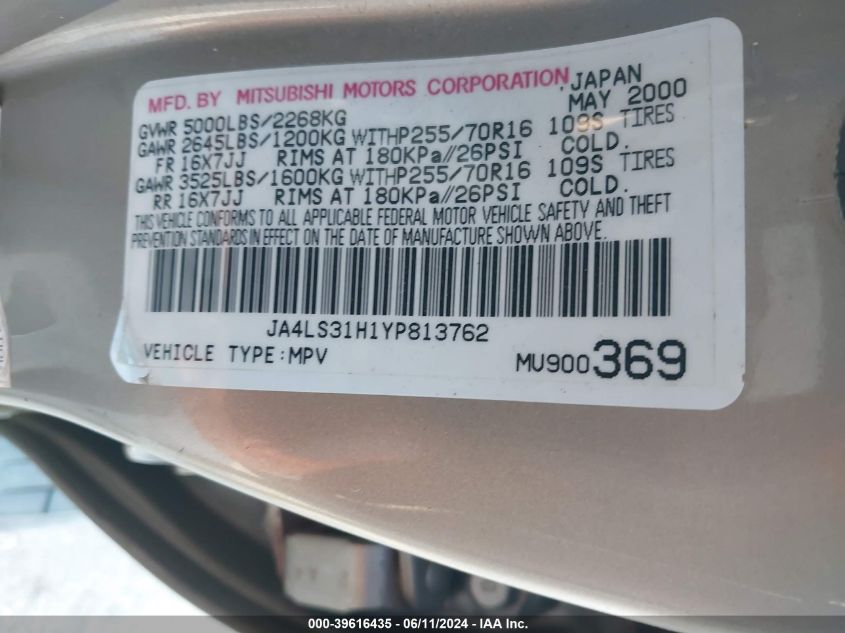 MFD. BY MITSUBISHI MOTORS CORPORATION, JAPAN
GVWR 5000LBS/2268KG MAY 2000
GAWR 2645LBS/1200KG WITHP255/70R16 109S TIRES
FR 16X7JJ RIMS AT 180KPa//26PSI COLD.
GAWR 3525LBS/1600KG WITHP255/70R16 109S TIRES
RR 16X7JJ RIMS AT 180KPa//26PSI COLD.
THIS VEHICLE CONFORMS TO ALL APPLICABLE FEDERAL MOTOR VEHICLE SAFETY AND THEFT
PREVENTION STANDARDS IN EFFECT ON THE DATE OF MANUFACTURE SHOWN ABOVE.
JA4LS31H1YP813762
VEHICLE TYPE:MPV MU900369
000-39616435 - 06/11/2024 - IAA Inc.